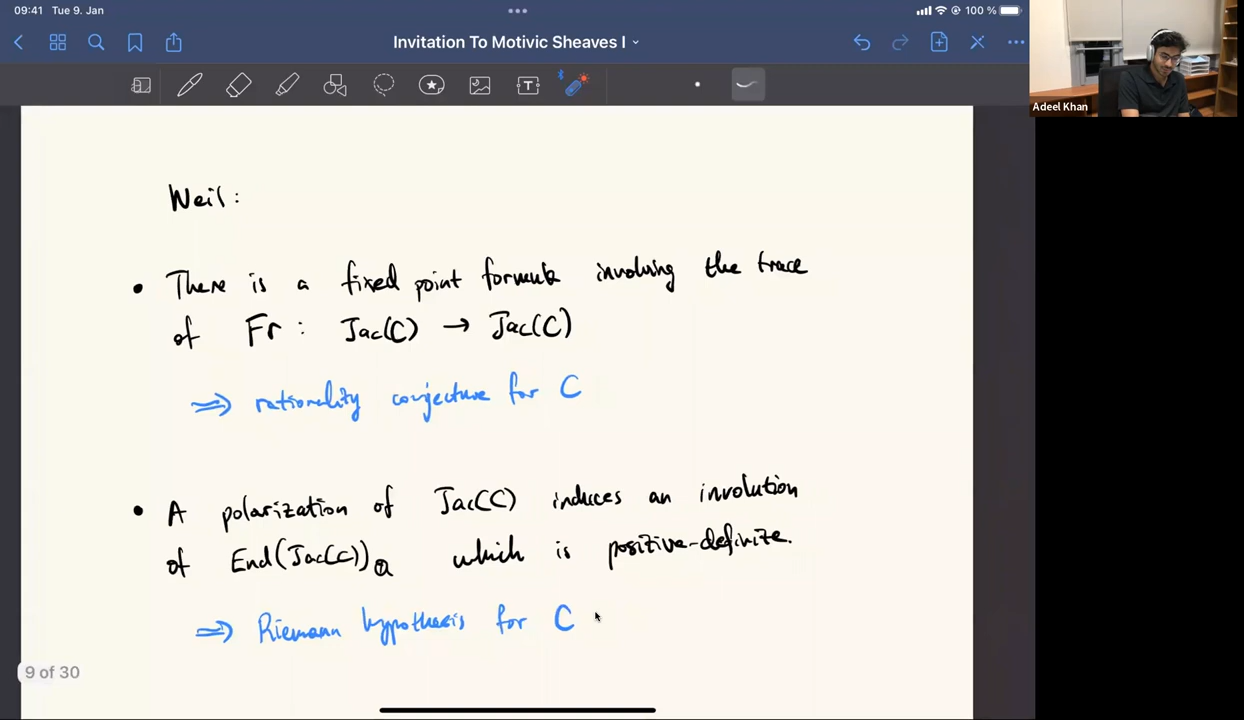 09:41 Tue 9. Jan
100 %
Invitation To Motivic Sheaves I
Adeel Khan
Weil:
• There is a fixed point formula involving the trace
of Fr : Jac(C) → Jac(C)
⟹ rationality conjecture for C
• A polarization of Jac(C) induces an involution
of End(Jac(C))_Q which is positive-definite.
⟹ Riemann hypothesis for C
9 of 30